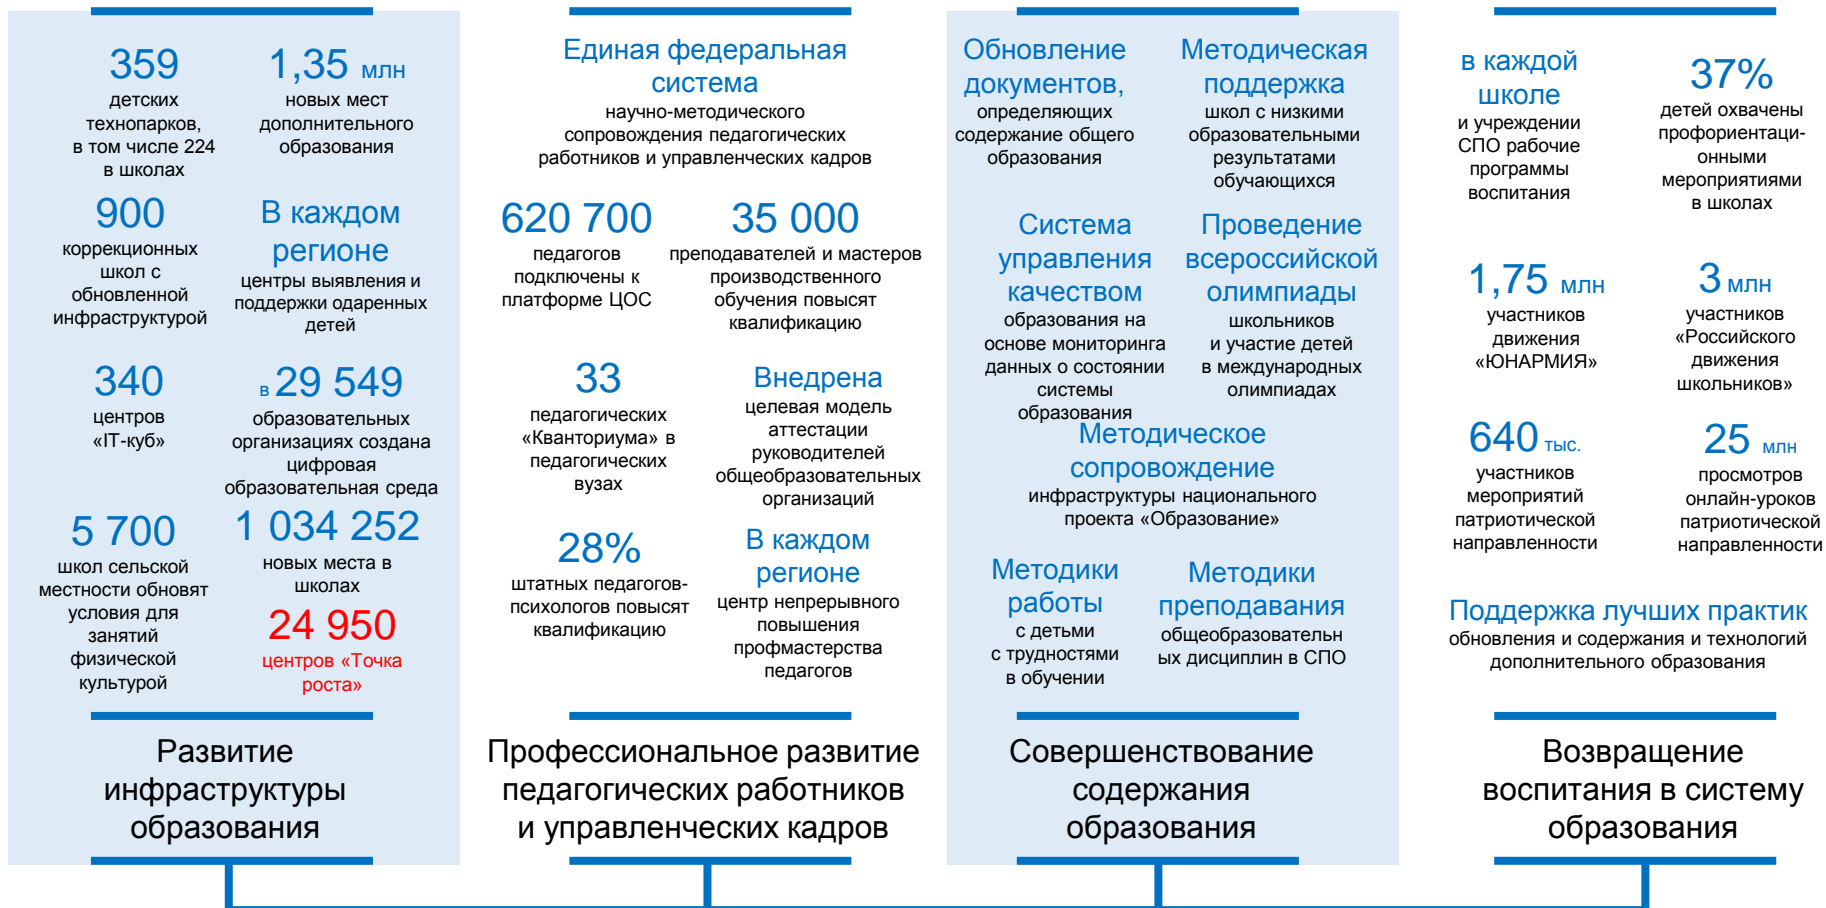 359
детских
технопарков,
в том числе 224
в школах
1,35 млн
новых мест
дополнительного
образования
900
коррекционных
школ с
обновленной
инфраструктурой
В каждом
регионе
центры выявления и
поддержки одаренных
детей
340
центров
«IT-куб»
в 29 549
образовательных
организациях создана
цифровая
образовательная среда
5 700
школ сельской
местности обновят
условия для
занятий
физической
культурой
1 034 252
новых места в
школах
24 950
центров «Точка
роста»
Развитие
инфраструктуры
образования
Единая федеральная
система
научно-методического
сопровождения педагогических
работников и управленческих кадров
620 700
педагогов
подключены к
платформе ЦОС
35 000
преподавателей и мастеров
производственного
обучения повысят
квалификацию
33
педагогических
«Кванториума» в
педагогических
вузах
Внедрена
целевая модель
аттестации
руководителей
общеобразовательных
организаций
28%
штатных педагогов-
психологов повысят
квалификацию
В каждом
регионе
центр непрерывного
повышения
профмастерства
педагогов
Профессиональное развитие
педагогических работников
и управленческих кадров
Обновление
документов,
определяющих
содержание общего
образования
Методическая
поддержка
школ с низкими
образовательными
результатами
обучающихся
Система
управления
качеством
образования на
основе мониторинга
данных о состоянии
системы
образования
Проведение
всероссийской
олимпиады
школьников
и участие детей
в международных
олимпиадах
Методическое
сопровождение
инфраструктуры национального
проекта «Образование»
Методики
работы
с детьми
с трудностями
в обучении
Методики
преподавания
общеобразовательн
ых дисциплин в СПО
Совершенствование
содержания
образования
в каждой
школе
и учреждении
СПО рабочие
программы
воспитания
37%
детей охвачены
профориентаци-
онными
мероприятиями
в школах
1,75 млн
участников
движения
«ЮНАРМИЯ»
3 млн
участников
«Российского
движения
школьников»
640 тыс.
участников
мероприятий
патриотической
направленности
25 млн
просмотров
онлайн-уроков
патриотической
направленности
Поддержка лучших практик
обновления и содержания и технологий
дополнительного образования
Возвращение
воспитания в систему
образования